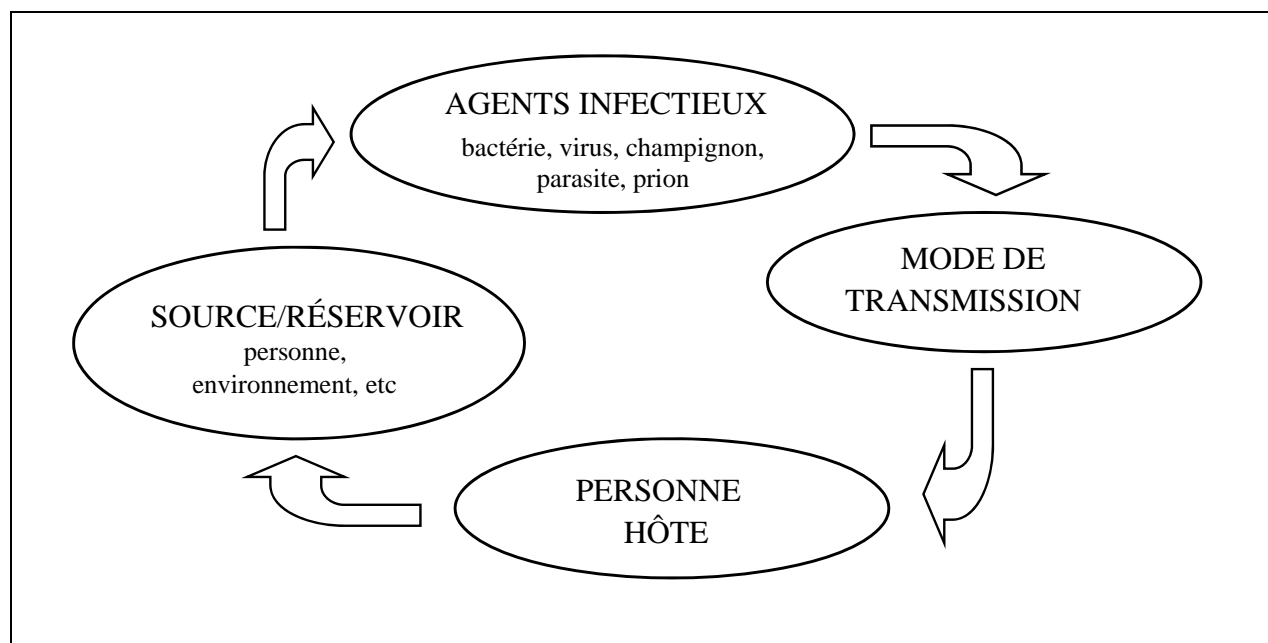 AGENTS INFECTIEUX
bactérie, virus, champignon,
parasite, prion
MODE DE
TRANSMISSION
SOURCE/RÉSERVOIR
personne,
environnement, etc
PERSONNE
HÔTE